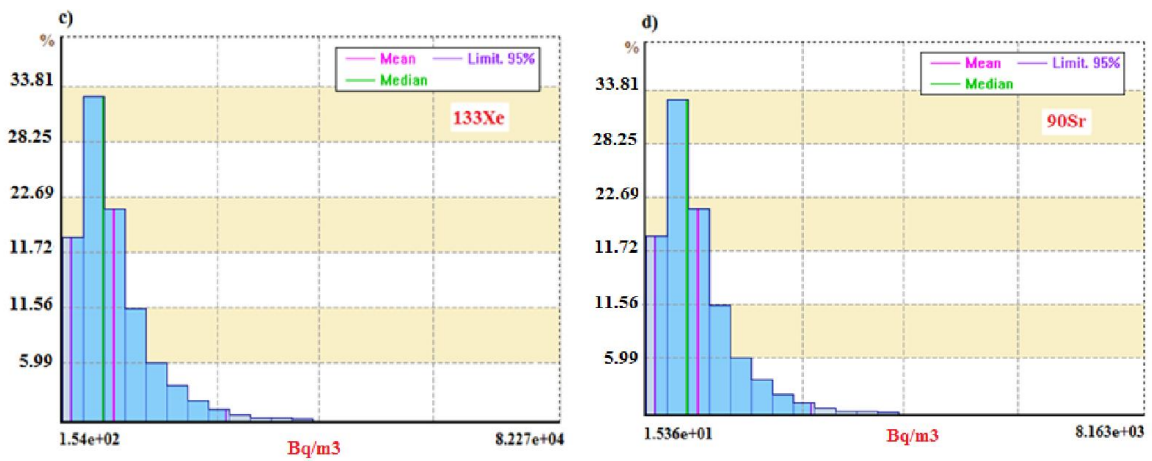 c)
%
Mean Limit. 95%
Median
33.81
133Xe
28.25
22.69
11.72
11.56
5.99
1.54e+02
Bq/m3
8.227e+04
d)
%
Mean Limit. 95%
Median
33.81
90Sr
28.25
22.69
11.72
11.56
5.99
1.536e+01
Bq/m3
8.163e+03